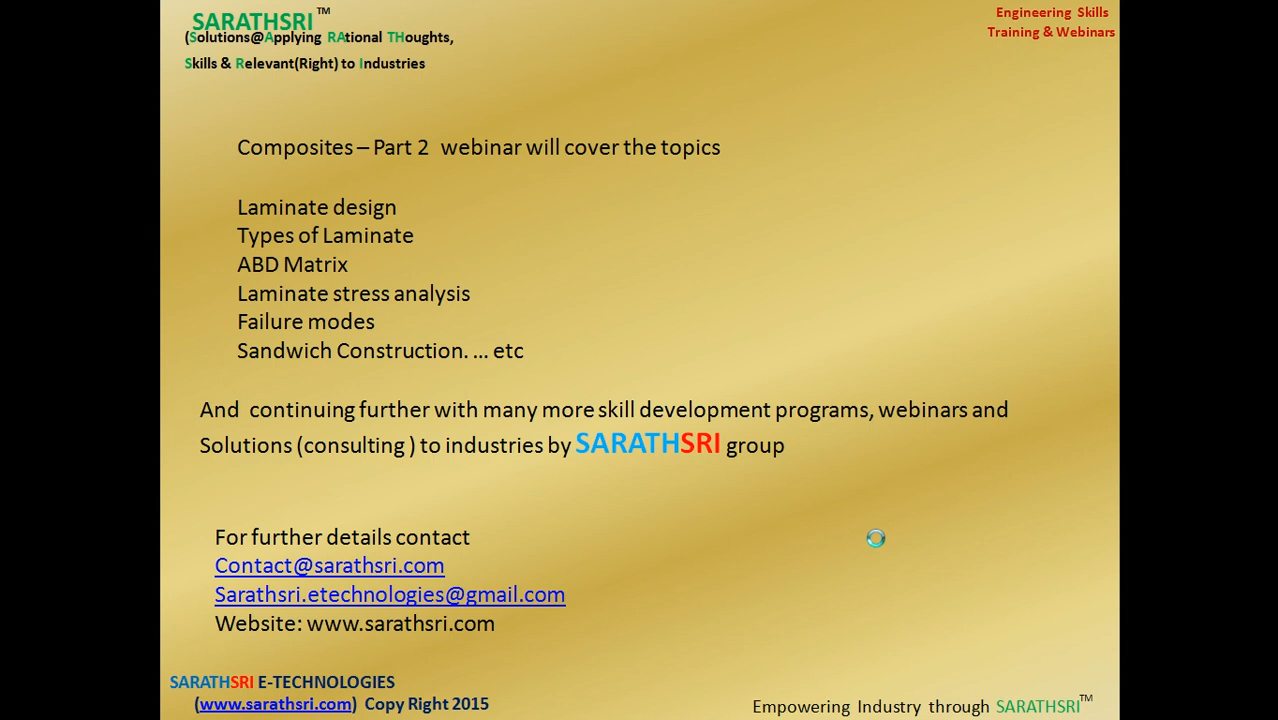 SARATHSRI™
(Solutions@Applying RAtional THoughts,
Skills & Relevant(Right) to Industries
Engineering Skills
Training & Webinars
Composites – Part 2 webinar will cover the topics
Laminate design
Types of Laminate
ABD Matrix
Laminate stress analysis
Failure modes
Sandwich Construction. ... etc
And continuing further with many more skill development programs, webinars and
Solutions (consulting ) to industries by SARATHSRI group
For further details contact
Contact@sarathsri.com
Sarathsri.etechnologies@gmail.com
Website: www.sarathsri.com
SARATHSRI E-TECHNOLOGIES
(www.sarathsri.com) Copy Right 2015
Empowering Industry through SARATHSRI™